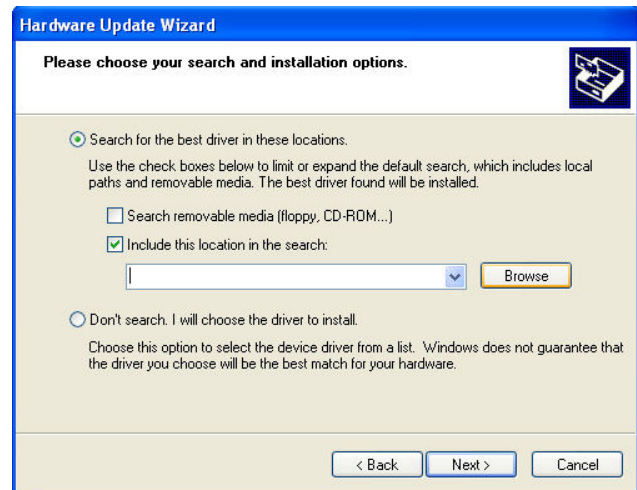 Hardware Update Wizard
Please choose your search and installation options.
Search for the best driver in these locations.
Use the check boxes below to limit or expand the default search, which includes local
paths and removable media. The best driver found will be installed.
Search removable media (floppy, CD-ROM...)
Include this location in the search:
Browse
Don't search. I will choose the driver to install.
Choose this option to select the device driver from a list. Windows does not guarantee that
the driver you choose will be the best match for your hardware.
< Back Next > Cancel